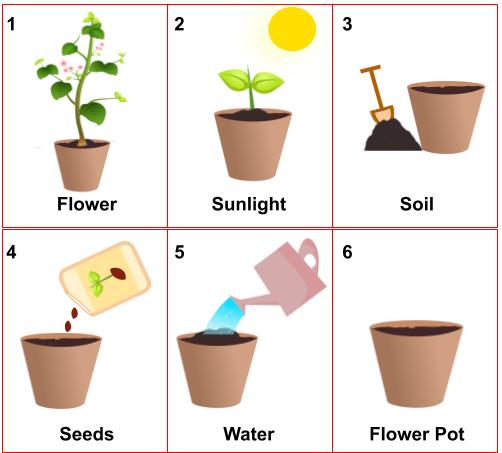 1
2
3
Flower
Sunlight
Soil
4
5
6
Seeds
Water
Flower Pot